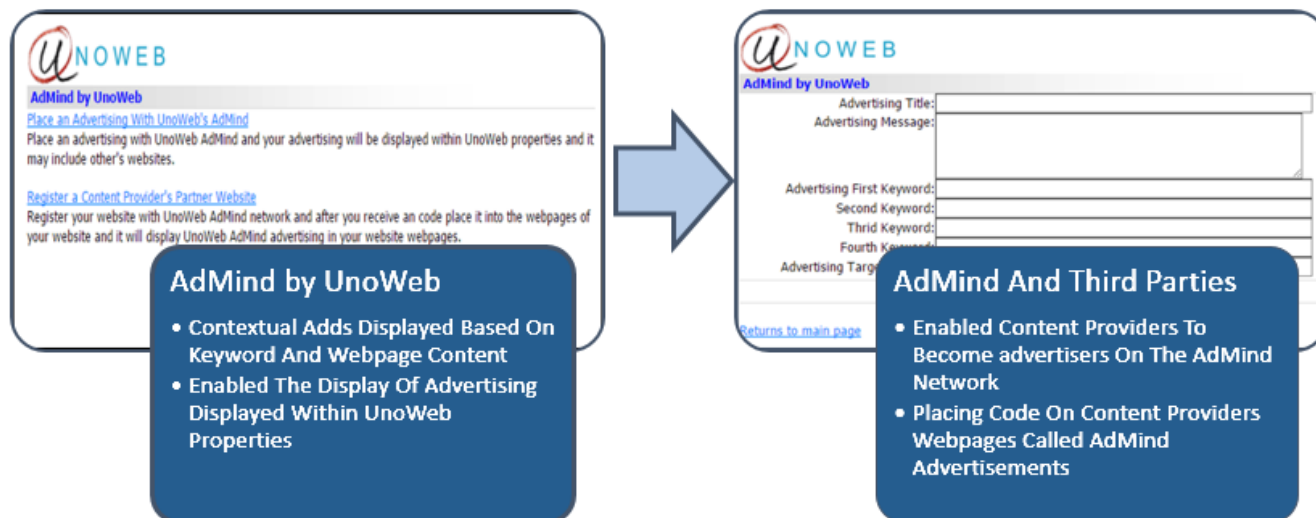 UNOWEB
AdMind by UnoWeb
Place an Advertising With UnoWeb's AdMind
Place an advertising with UnoWeb AdMind and your advertising will be displayed within UnoWeb properties and it
may include other's websites.
Register a Content Provider's Partner Website
Register your website with UnoWeb AdMind network and after you receive an code place it into the webpages of
your website and it will display UnoWeb AdMind advertising in your website webpages.
AdMind by UnoWeb
• Contextual Adds Displayed Based On
Keyword And Webpage Content
• Enabled The Display Of Advertising
Displayed Within UnoWeb
Properties
UNOWEB
AdMind by UnoWeb
Advertising Title:
Advertising Message:
Advertising First Keyword:
Second Keyword:
Thrid Keyword:
Fourth Keyword:
Advertising
Returns to main page
AdMind And Third Parties
• Enabled Content Providers To
Become advertisers On The AdMind
Network
• Placing Code On Content Providers
Webpages Called AdMind
Advertisements